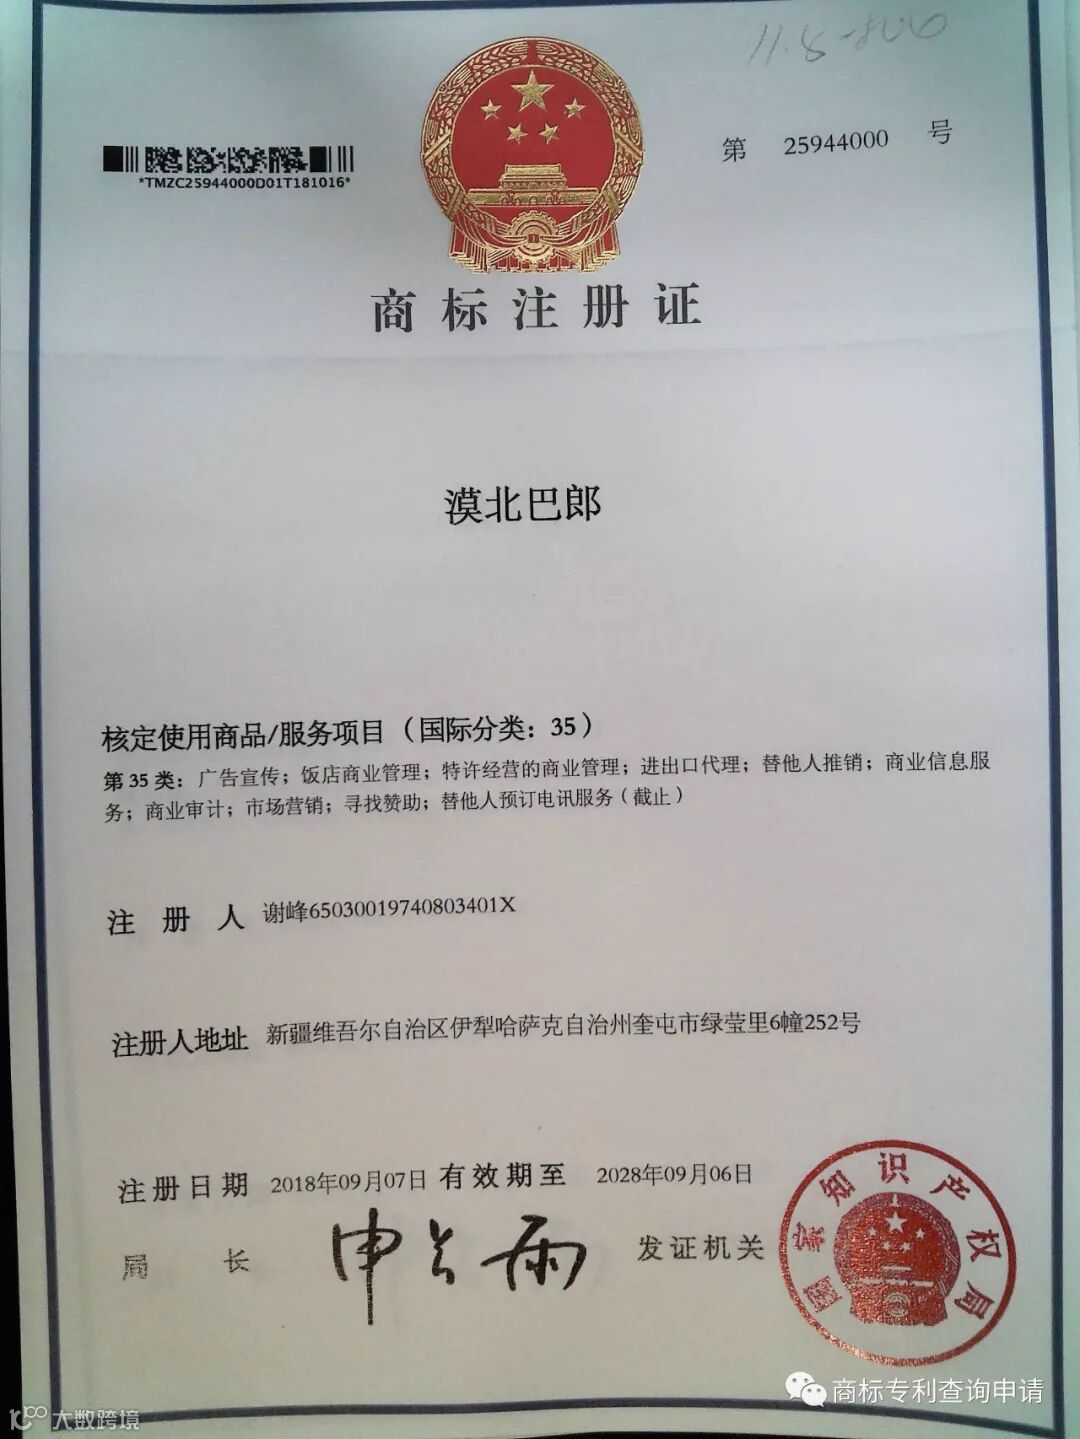 第 25944000 号
*TMZC25944000D01T181016*
商标注册证
漠北巴郎
核定使用商品/服务项目（国际分类：35）
第35类：广告宣传；饭店商业管理；特许经营的商业管理；进出口代理；替他人推销；商业信息服
务；商业审计；市场营销；寻找赞助；替他人预订电讯服务（截止）
注 册 人 谢峰65030019740803401X
注册人地址 新疆维吾尔自治区伊犁哈萨克自治州奎屯市绿莹里6幢252号
注册日期 2018年09月07日 有效期至 2028年09月06日
局 长 申长雨 发证机关
国家知识产权局
商标专利查询申请
大数跨境